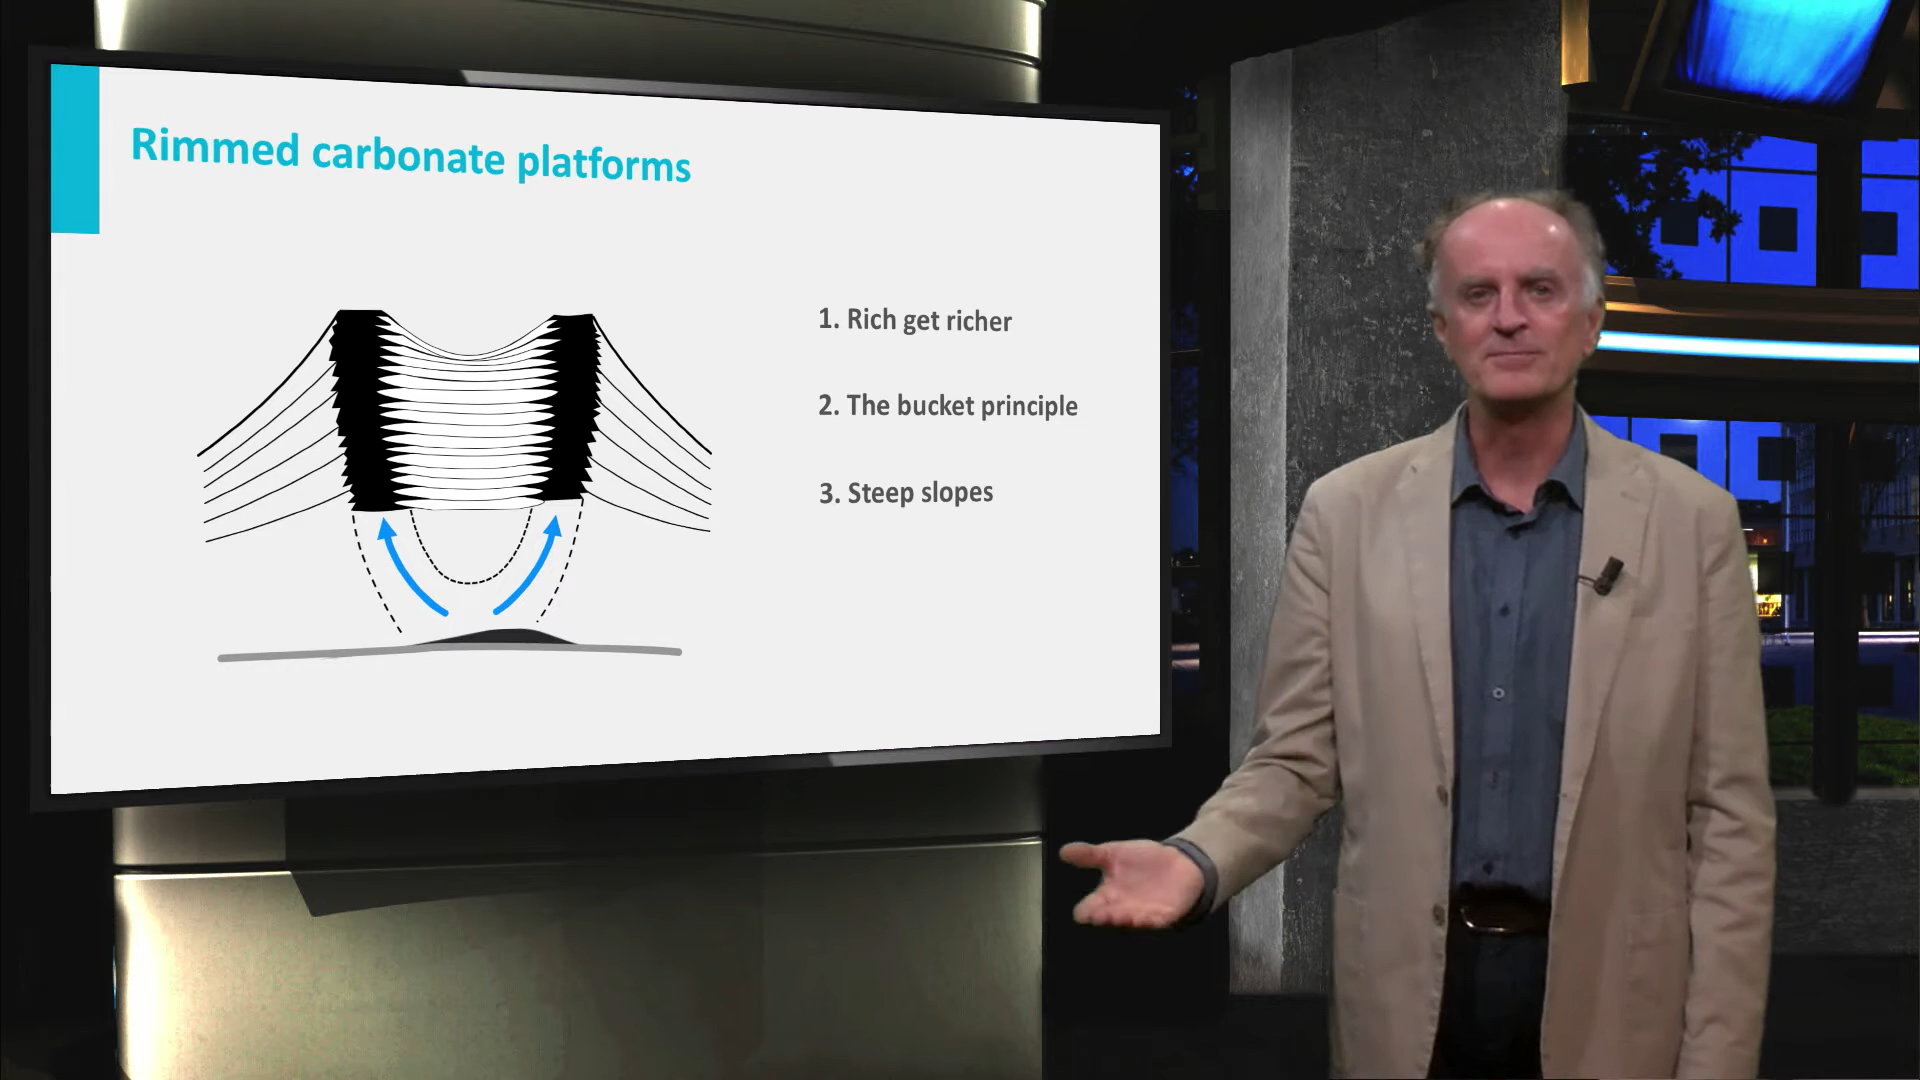 Rimmed carbonate platforms
1. Rich get richer
2. The bucket principle
3. Steep slopes